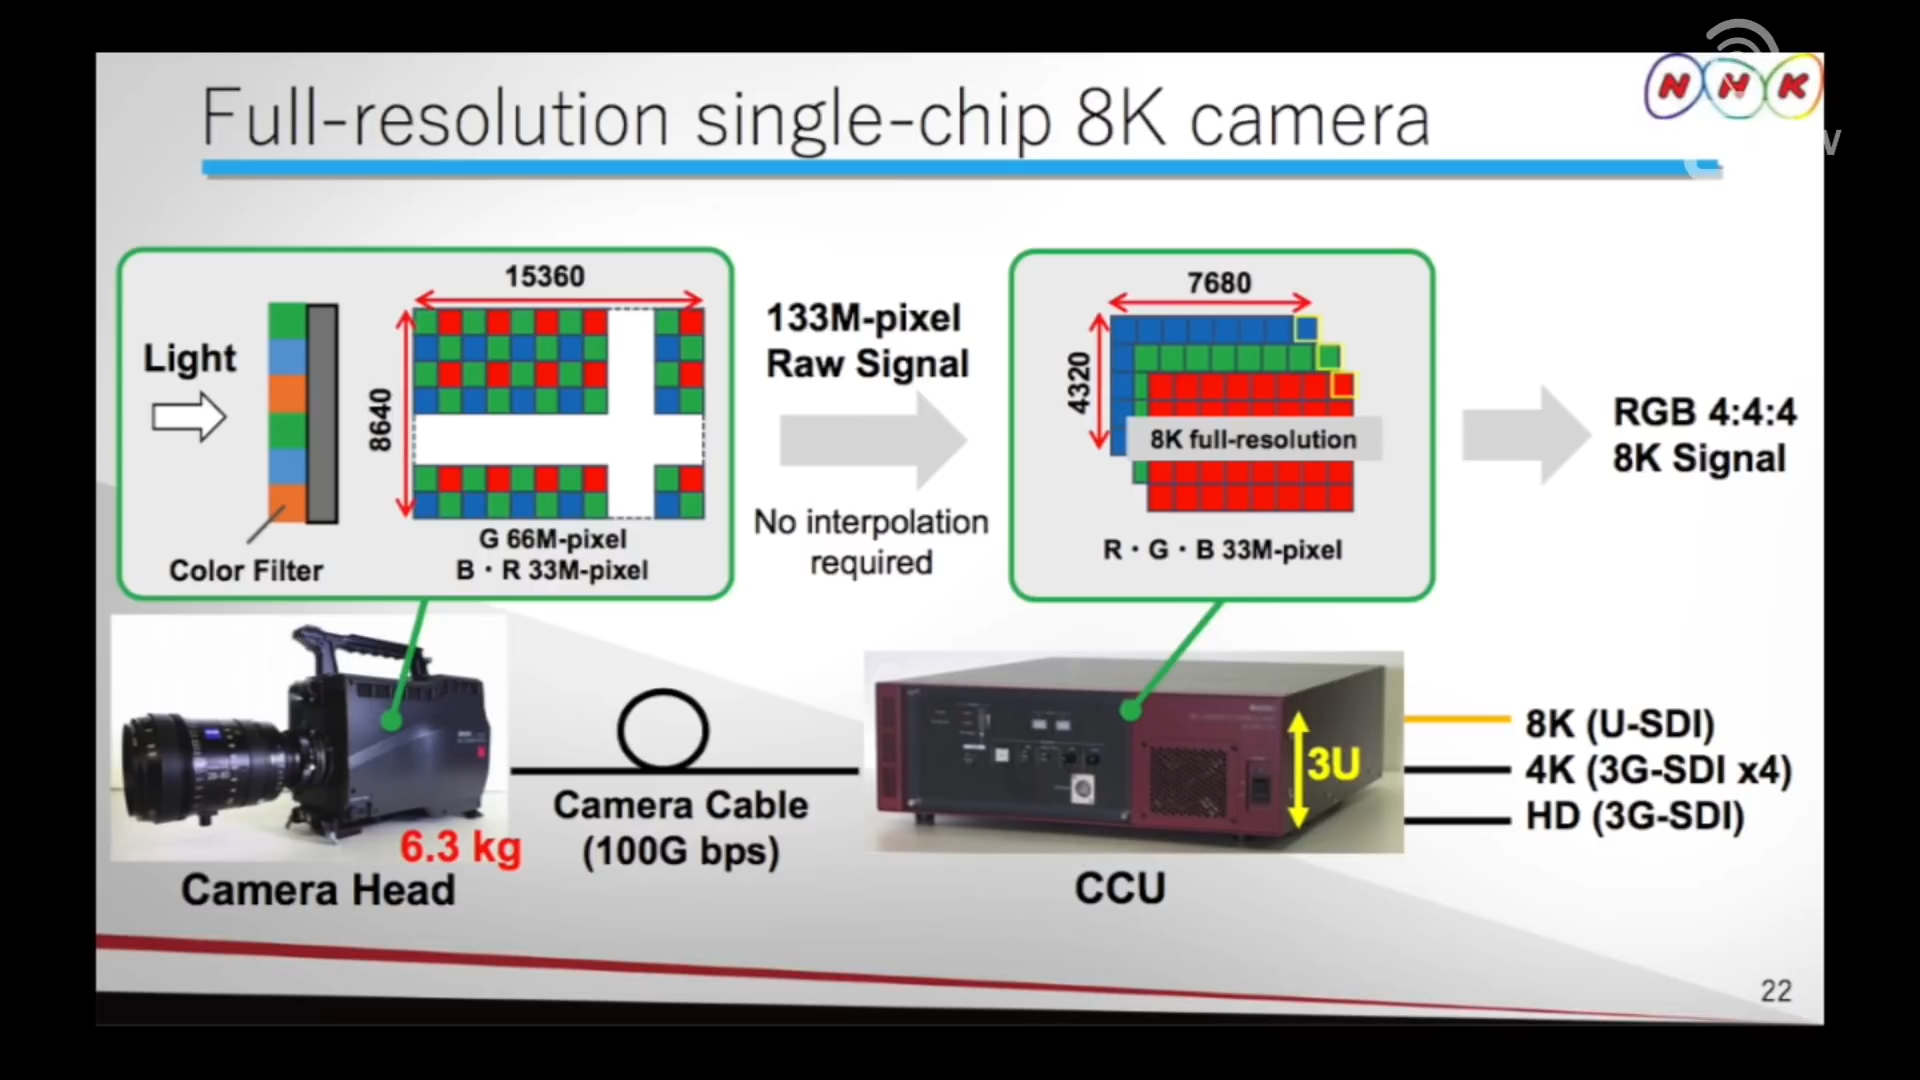 NHK
Full-resolution single-chip 8K camera
15360
8640
Light
Color Filter
G 66M-pixel
B・R 33M-pixel
133M-pixel
Raw Signal
No interpolation
required
7680
4320
8K full-resolution
R・G・B 33M-pixel
RGB 4:4:4
8K Signal
6.3 kg
Camera Head
Camera Cable
(100G bps)
3U
CCU
8K (U-SDI)
4K (3G-SDI x4)
HD (3G-SDI)
22